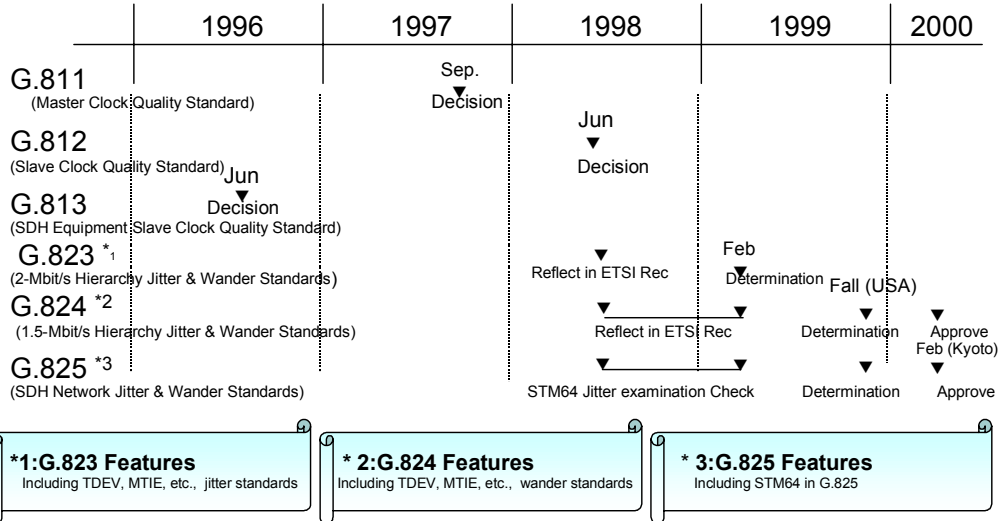 1996 1997 1998 1999 2000
G.811 Sep.
(Master Clock Quality Standard) Decision
G.812 Jun
(Slave Clock Quality Standard) Decision
G.813 Jun
Decision
(SDH Equipment Slave Clock Quality Standard)
G.823 *1 Feb
(2-Mbit/s Hierarchy Jitter & Wander Standards) Reflect in ETSI Rec Determination
G.824 *2 Fall (USA)
(1.5-Mbit/s Hierarchy Jitter & Wander Standards) Reflect in ETSI Rec Determination Approve
Feb (Kyoto)
G.825 *3
(SDH Network Jitter & Wander Standards) STM64 Jitter examination Check Determination Approve
*1:G.823 Features
Including TDEV, MTIE, etc., jitter standards
* 2:G.824 Features
Including TDEV, MTIE, etc., wander standards
* 3:G.825 Features
Including STM64 in G.825